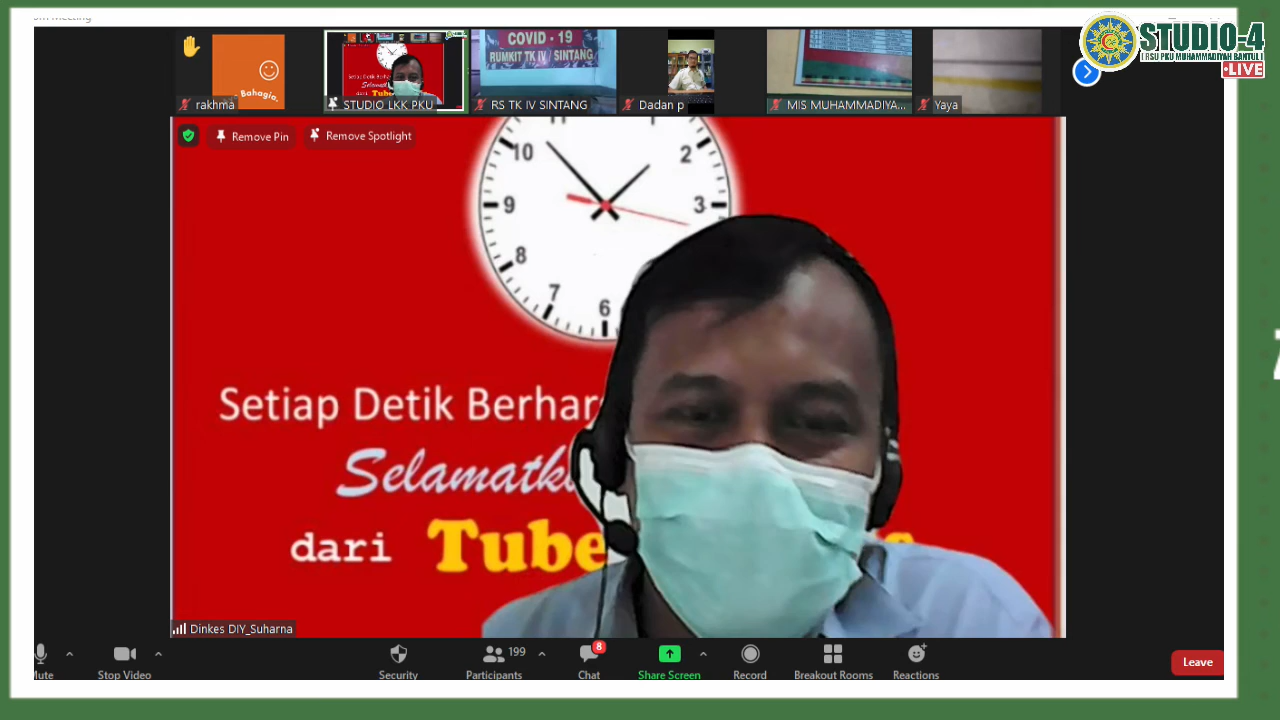 STUDIO-4
[ RSU PKU MUHAMMADIYAH BANTUL ]
LIVE
COVID - 19
RUMKIT TK IV / SINTANG
Bahagia,
rakhma
STUDIO LKK PKU
RS TK IV SINTANG
Dadan p
MIS MUHAMMADIYA...
Yaya
Remove Pin
Remove Spotlight
10
1
2
9
3
8
7
6
Setiap Detik Berhar
Selamatk
dari Tube
Dinkes DIY_Suharna
199
8
Mute
Stop Video
Security
Participants
Chat
Share Screen
Record
Breakout Rooms
Reactions
Leave